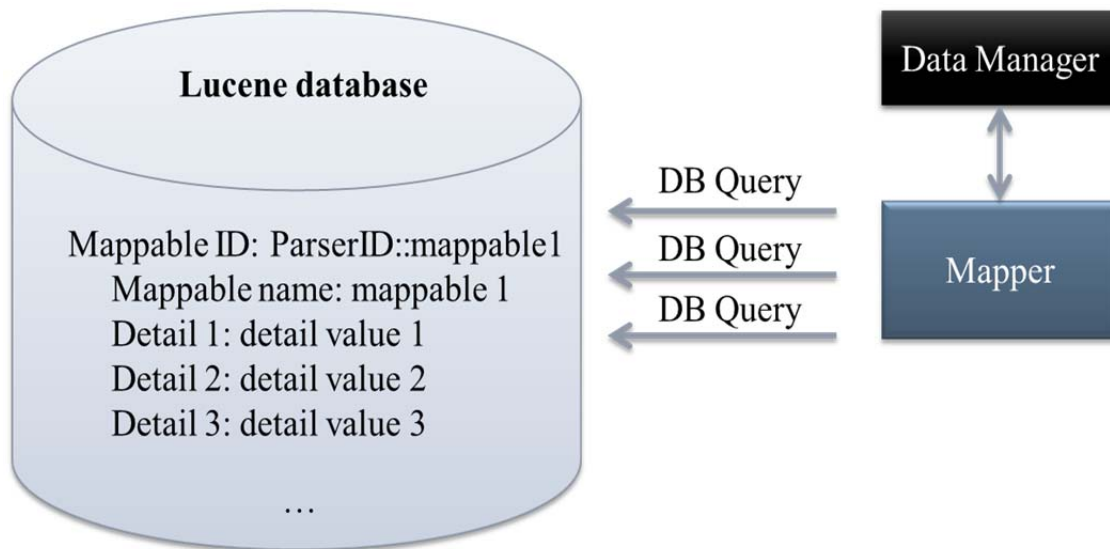 Lucene database
Mappable ID: ParserID::mappable1
Mappable name: mappable 1
Detail 1: detail value 1
Detail 2: detail value 2
Detail 3: detail value 3
…
DB Query
DB Query
DB Query
Data Manager
Mapper